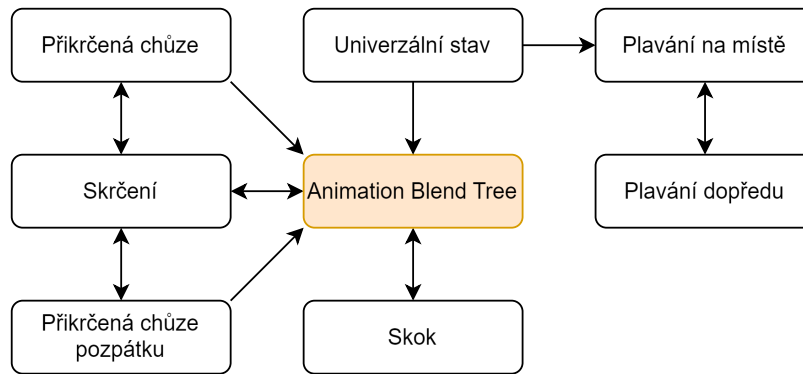 Přikrčená chůze
Univerzální stav
Plavání na místě
Skrčení
Animation Blend Tree
Plavání dopředu
Přikrčená chůze
pozpátku
Skok